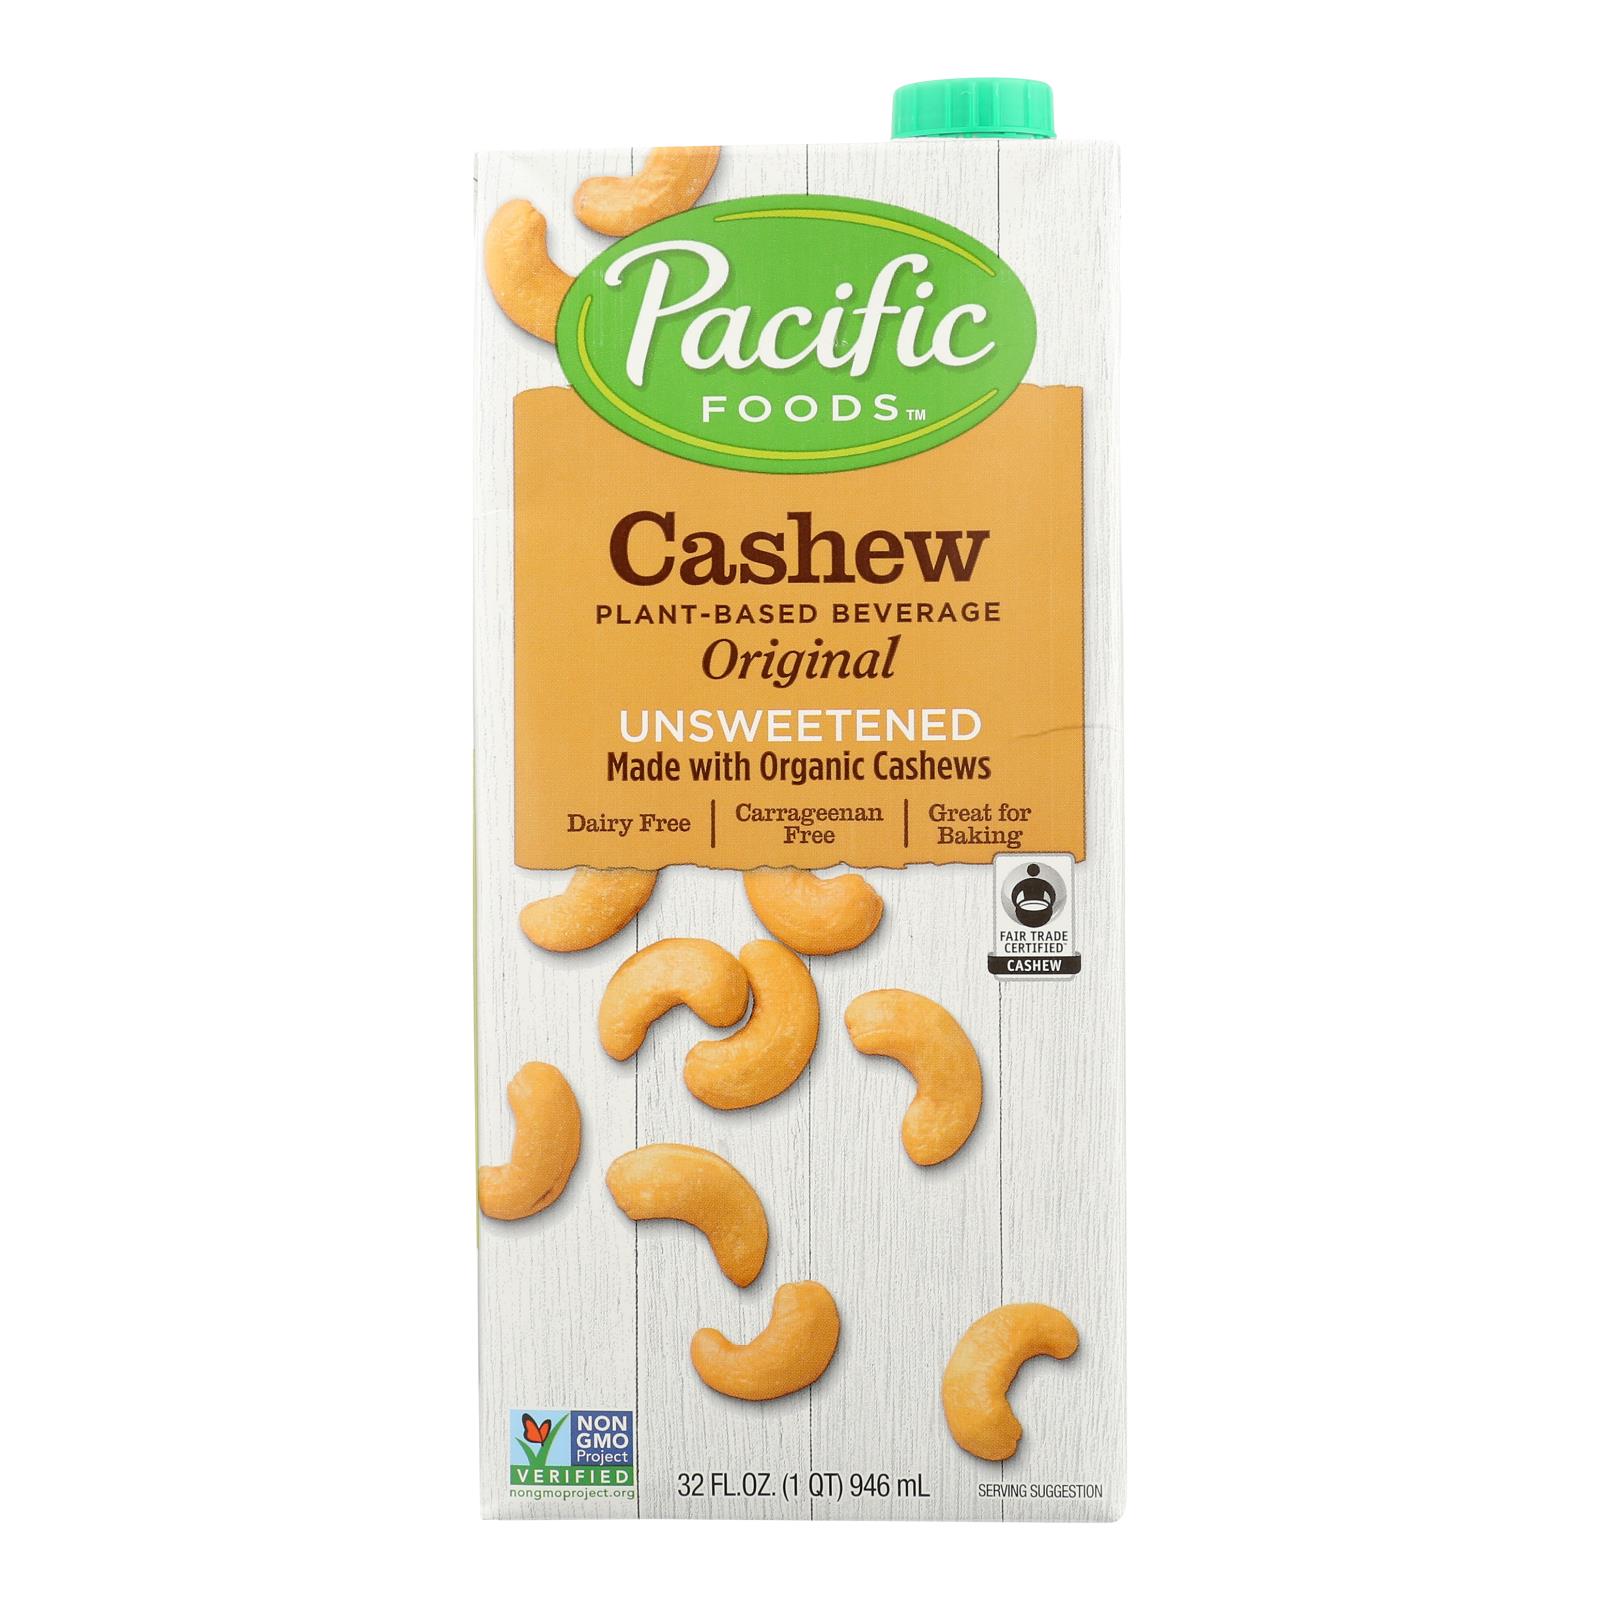 Pacific
FOODS™
Cashew
PLANT-BASED BEVERAGE
Original
UNSWEETENED
Made with Organic Cashews
Dairy Free
Carrageenan
Free
Great for
Baking
FAIR TRADE
CERTIFIED™
CASHEW
NON
GMO
Project
VERIFIED
nongmoproject.org
32 FL.OZ. (1 QT) 946 mL
SERVING SUGGESTION